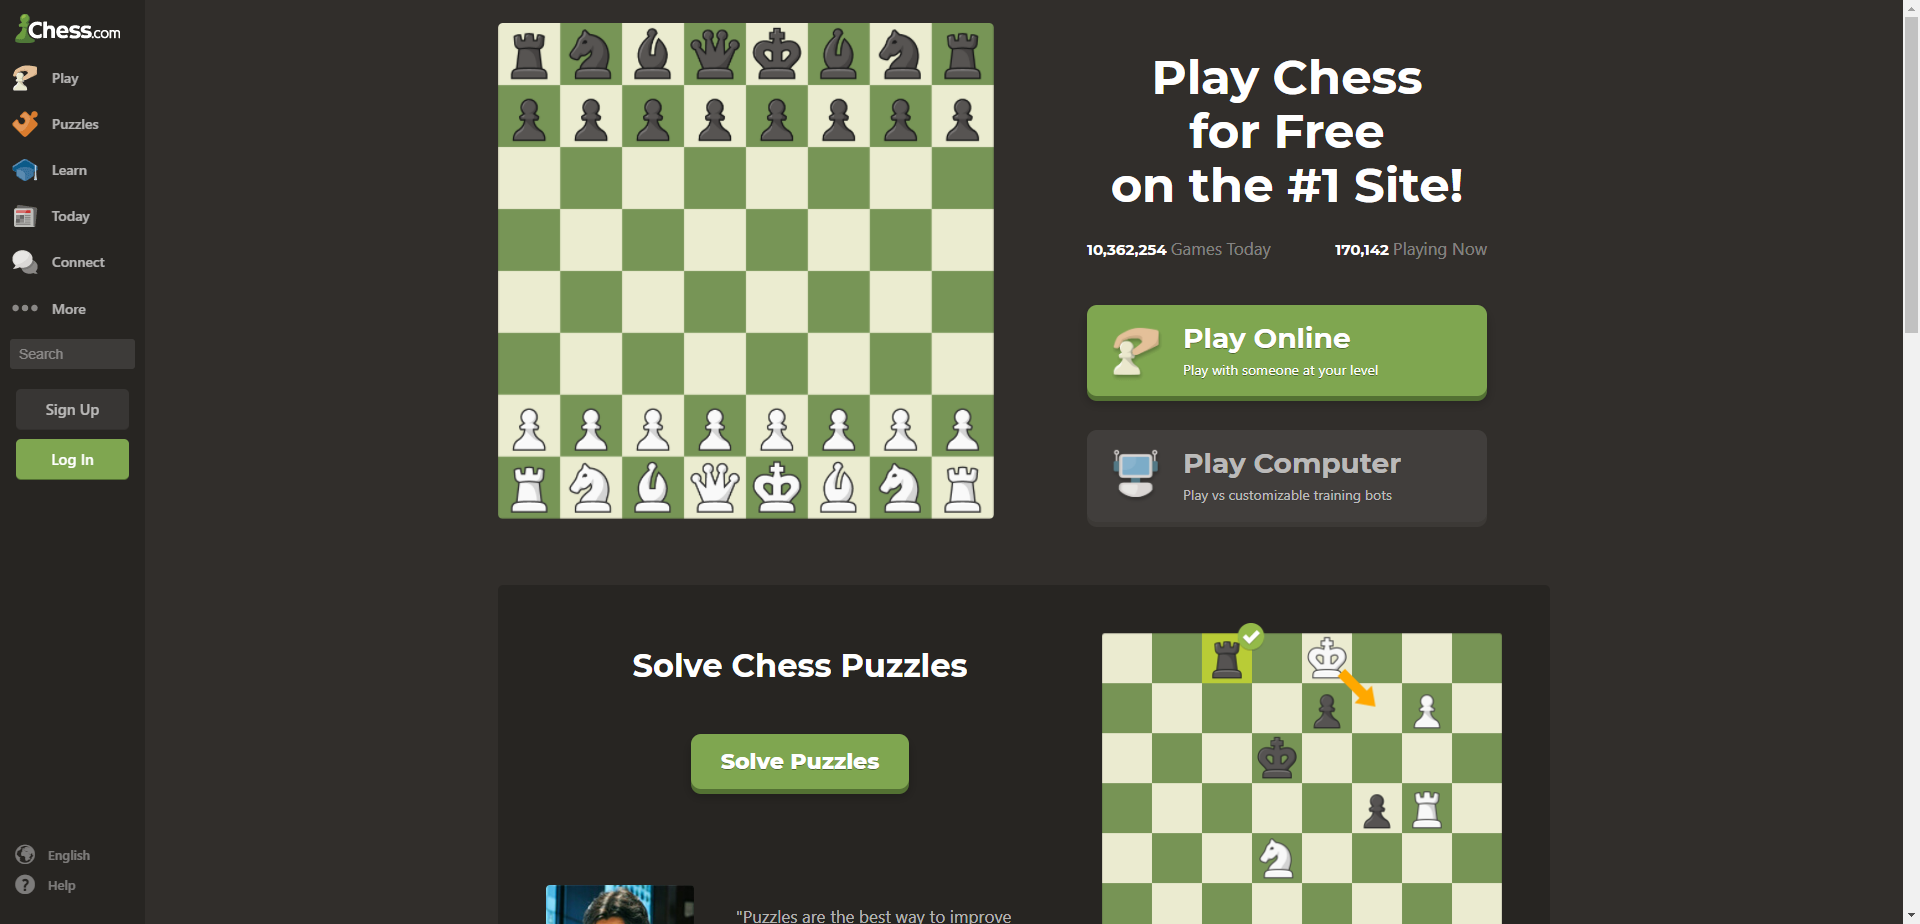 Chess.com
Play
Puzzles
Learn
Today
Connect
More
Search
Sign Up
Log In
English
Help
Play Chess
for Free
on the #1 Site!
10,362,254 Games Today
170,142 Playing Now
Play Online
Play with someone at your level
Play Computer
Play vs customizable training bots
Solve Chess Puzzles
Solve Puzzles
"Puzzles are the best way to improve